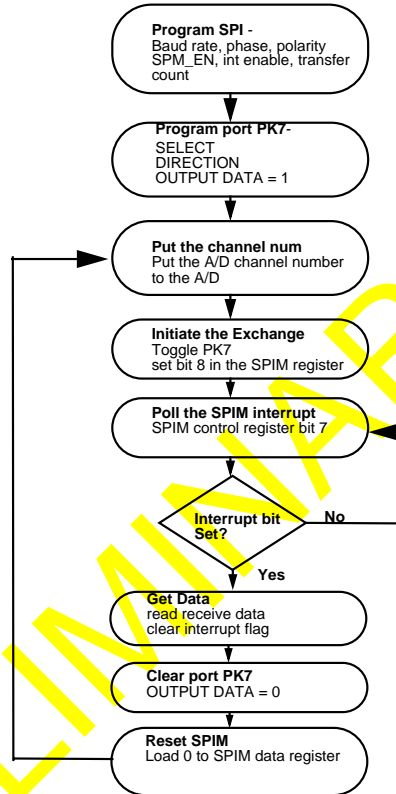 Program SPI -
Baud rate, phase, polarity
SPM_EN, int enable, transfer
count
Program port PK7-
SELECT
DIRECTION
OUTPUT DATA = 1
Put the channel num
Put the A/D channel number
to the A/D
Initiate the Exchange
Toggle PK7
set bit 8 in the SPIM register
Poll the SPIM interrupt
SPIM control register bit 7
Interrupt bit
Set?
No
Yes
Get Data
read receive data
clear interrupt flag
Clear port PK7
OUTPUT DATA = 0
Reset SPIM
Load 0 to SPIM data register